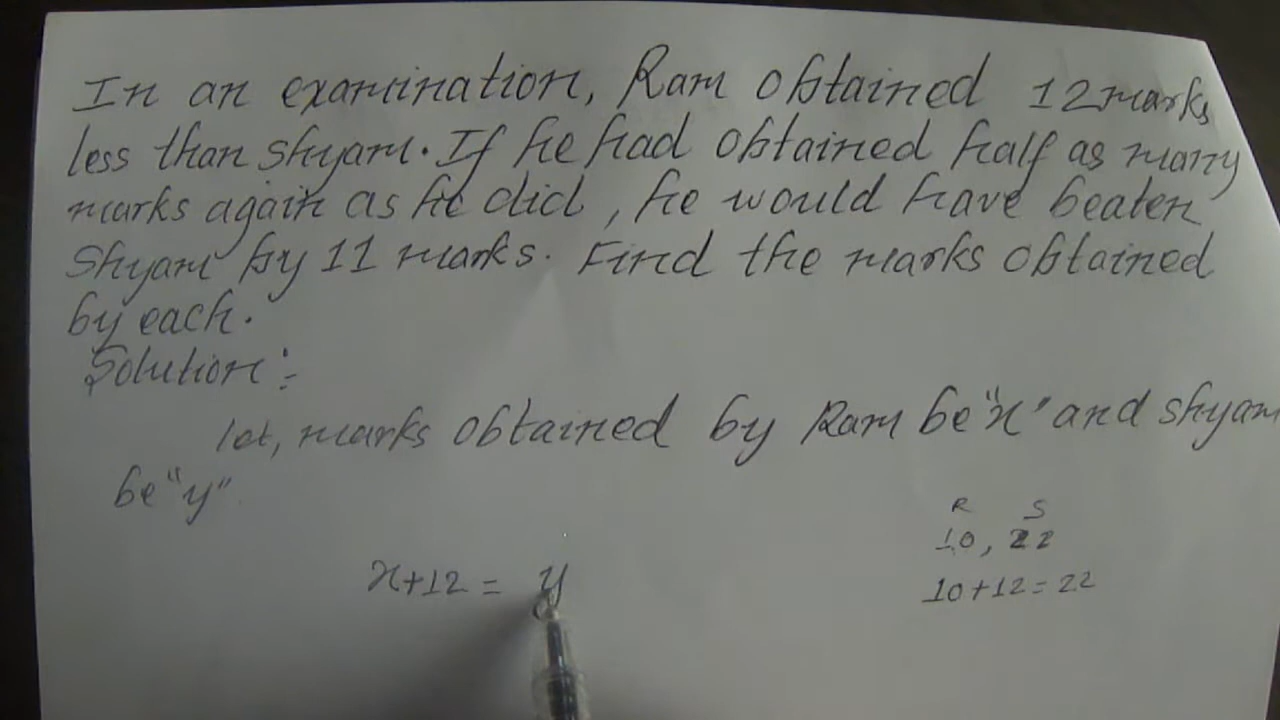 In an examination, Ram obtained 12 marks
less than Shyam. If he had obtained half as many
marks again as he did, he would have beaten
Shyam by 11 marks. Find the marks obtained
by each.
Solution:-
let, marks obtained by Ram be "x" and shyam
be "y"
R S
10, 22
x+12 = y
10+12=22